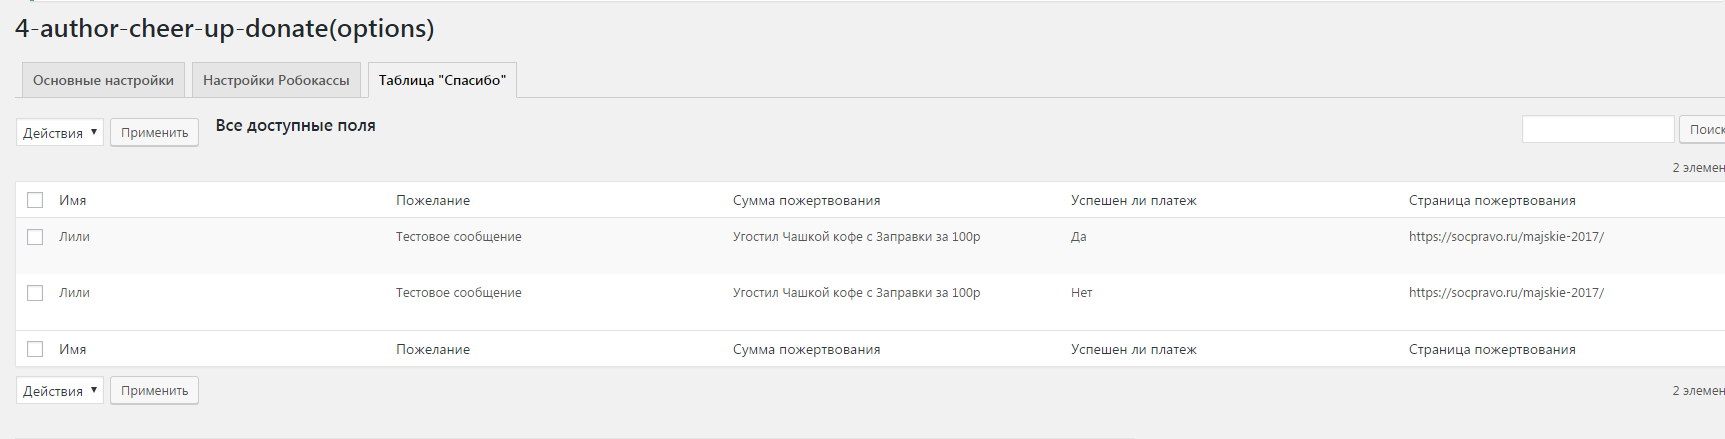 4-author-cheer-up-donate(options)
Основные настройки Настройки Робокассы Таблица "Спасибо"
Действия Применить Все доступные поля Поиск
2 элемен
Имя Пожелание Сумма пожертвования Успешен ли платеж Страница пожертвования
Лили Тестовое сообщение Угостил Чашкой кофе с Заправки за 100р Да https://socpravo.ru/majskie-2017/
Лили Тестовое сообщение Угостил Чашкой кофе с Заправки за 100р Нет https://socpravo.ru/majskie-2017/
Имя Пожелание Сумма пожертвования Успешен ли платеж Страница пожертвования
Действия Применить 2 элемен